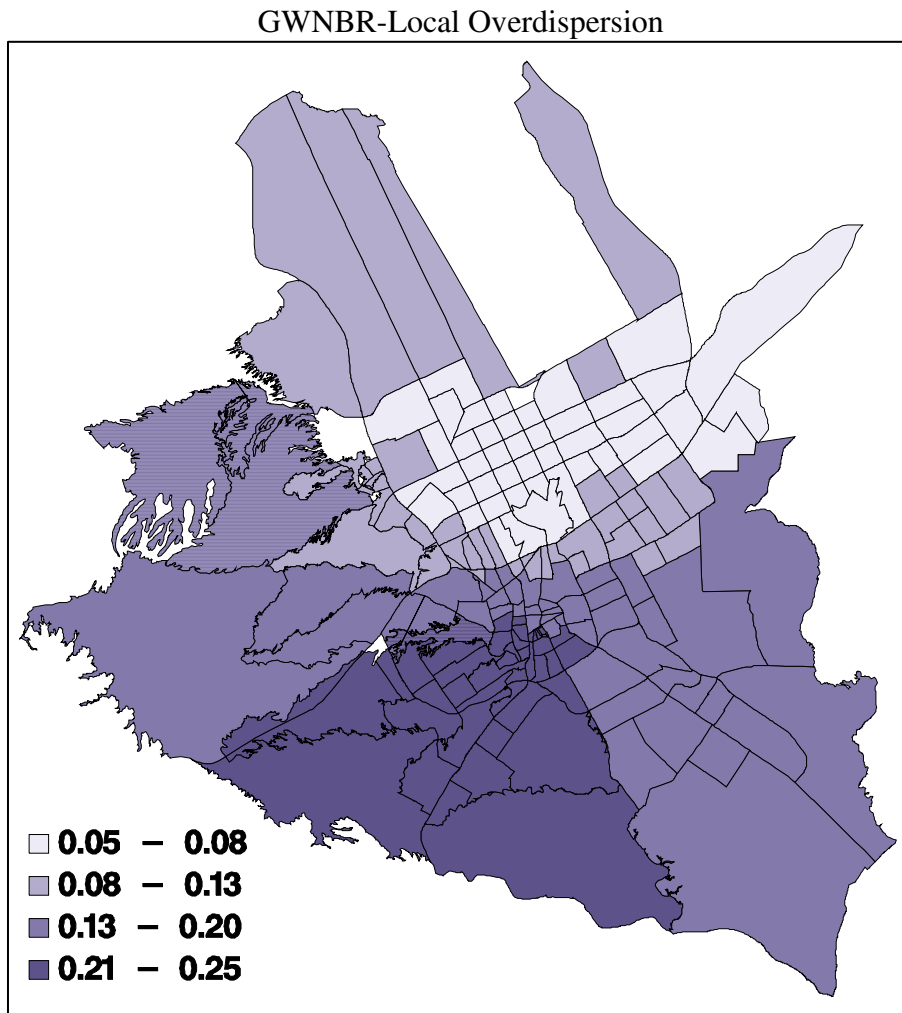 GWNBR-Local Overdispersion
0.05 – 0.08
0.08 – 0.13
0.13 – 0.20
0.21 – 0.25